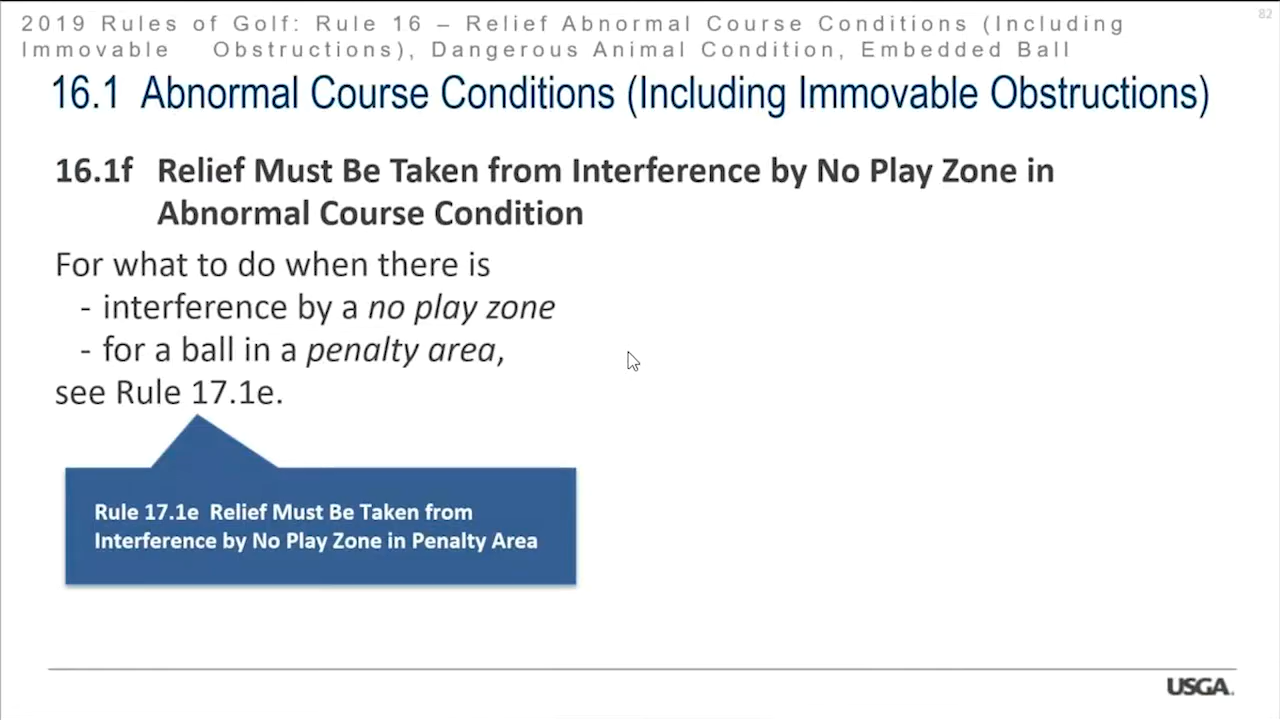 82
2019 Rules of Golf: Rule 16 – Relief Abnormal Course Conditions (Including
Immovable Obstructions), Dangerous Animal Condition, Embedded Ball
16.1 Abnormal Course Conditions (Including Immovable Obstructions)
16.1f Relief Must Be Taken from Interference by No Play Zone in
Abnormal Course Condition
For what to do when there is
- interference by a no play zone
- for a ball in a penalty area,
see Rule 17.1e.
Rule 17.1e Relief Must Be Taken from
Interference by No Play Zone in Penalty Area
USGA.